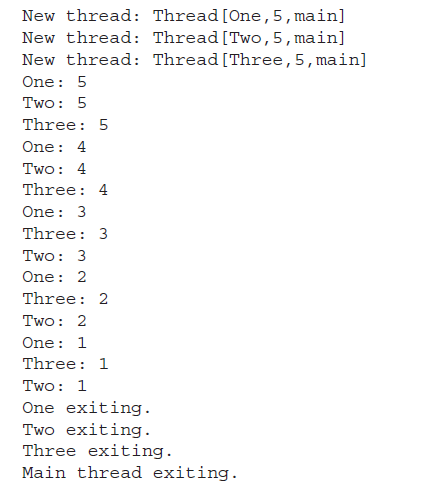 New thread: Thread[One,5,main]
New thread: Thread[Two,5,main]
New thread: Thread[Three,5,main]
One: 5
Two: 5
Three: 5
One: 4
Two: 4
Three: 4
One: 3
Three: 3
Two: 3
One: 2
Three: 2
Two: 2
One: 1
Three: 1
Two: 1
One exiting.
Two exiting.
Three exiting.
Main thread exiting.